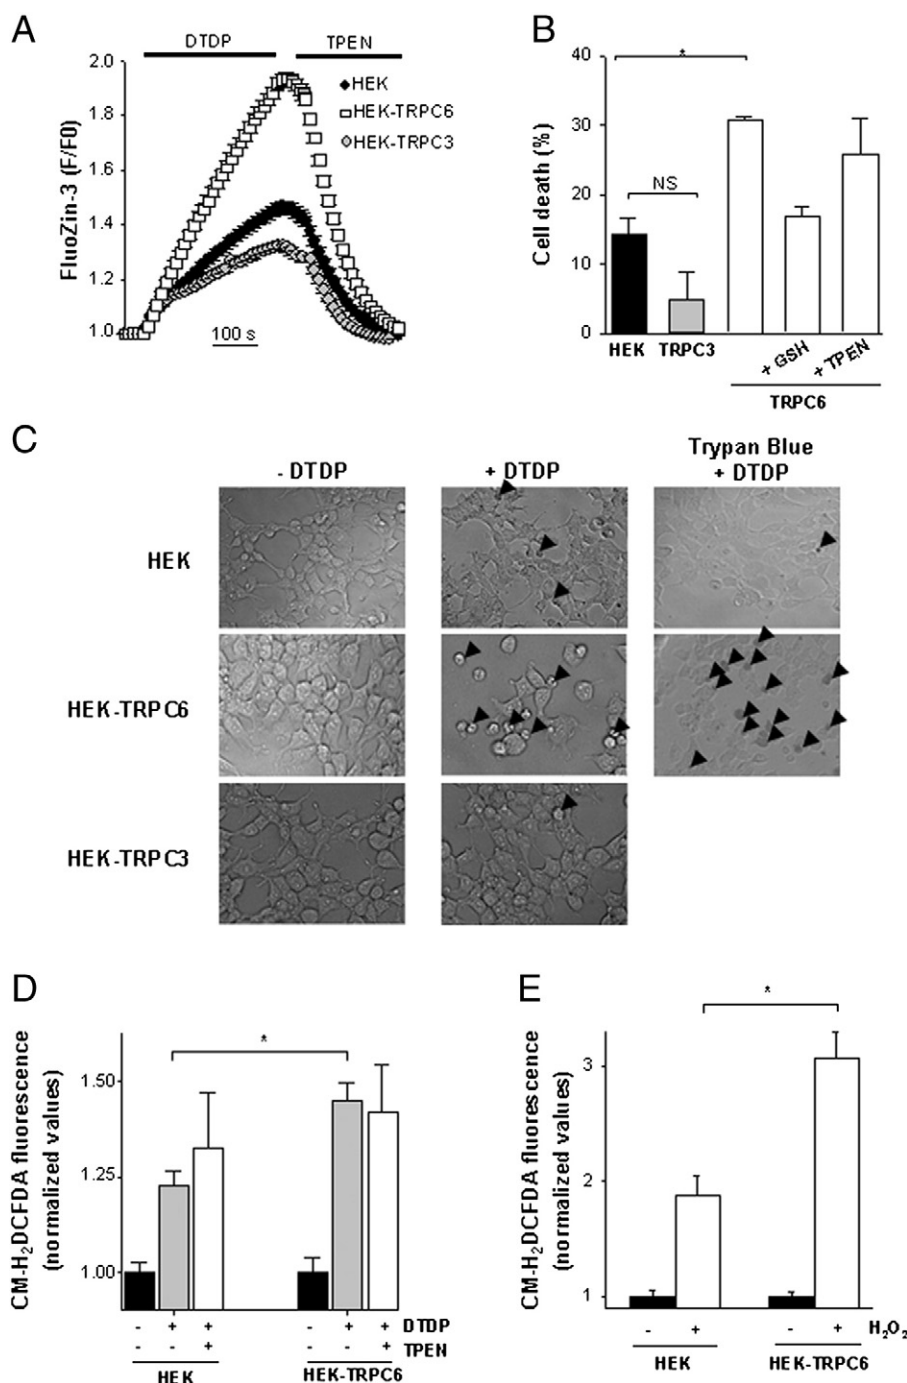 A
DTDP TPEN
FluoZin-3 (F/F0)
2.0
1.8
1.6
1.4
1.2
1.0
HEK
HEK-TRPC6
HEK-TRPC3
100 s
B
Cell death (%)
40
30
20
10
0
*
NS
HEK TRPC3 + GSH + TPEN
TRPC6
C
- DTDP + DTDP Trypan Blue
+ DTDP
HEK
HEK-TRPC6
HEK-TRPC3
D
CM-H₂DCFDA fluorescence
(normalized values)
1.50
1.25
1.00
*
- + + - + + DTDP
+ + TPEN
HEK HEK-TRPC6
E
CM-H₂DCFDA fluorescence
(normalized values)
3
2
1
*
- + - + H₂O₂
HEK HEK-TRPC6